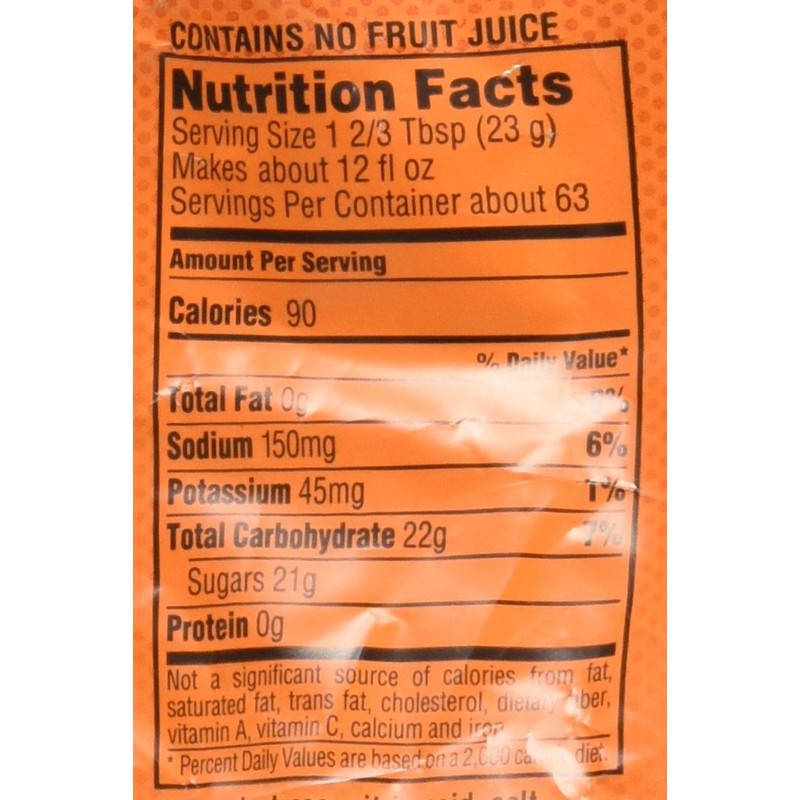 CONTAINS NO FRUIT JUICE
Nutrition Facts
Serving Size 1 2/3 Tbsp (23 g)
Makes about 12 fl oz
Servings Per Container about 63
Amount Per Serving
Calories 90
% Daily Value*
Total Fat 0g 0%
Sodium 150mg 6%
Potassium 45mg 1%
Total Carbohydrate 22g 7%
Sugars 21g
Protein 0g
Not a significant source of calories from fat,
saturated fat, trans fat, cholesterol, dietary fiber,
vitamin A, vitamin C, calcium and iron
* Percent Daily Values are based on a 2,000 calorie diet.